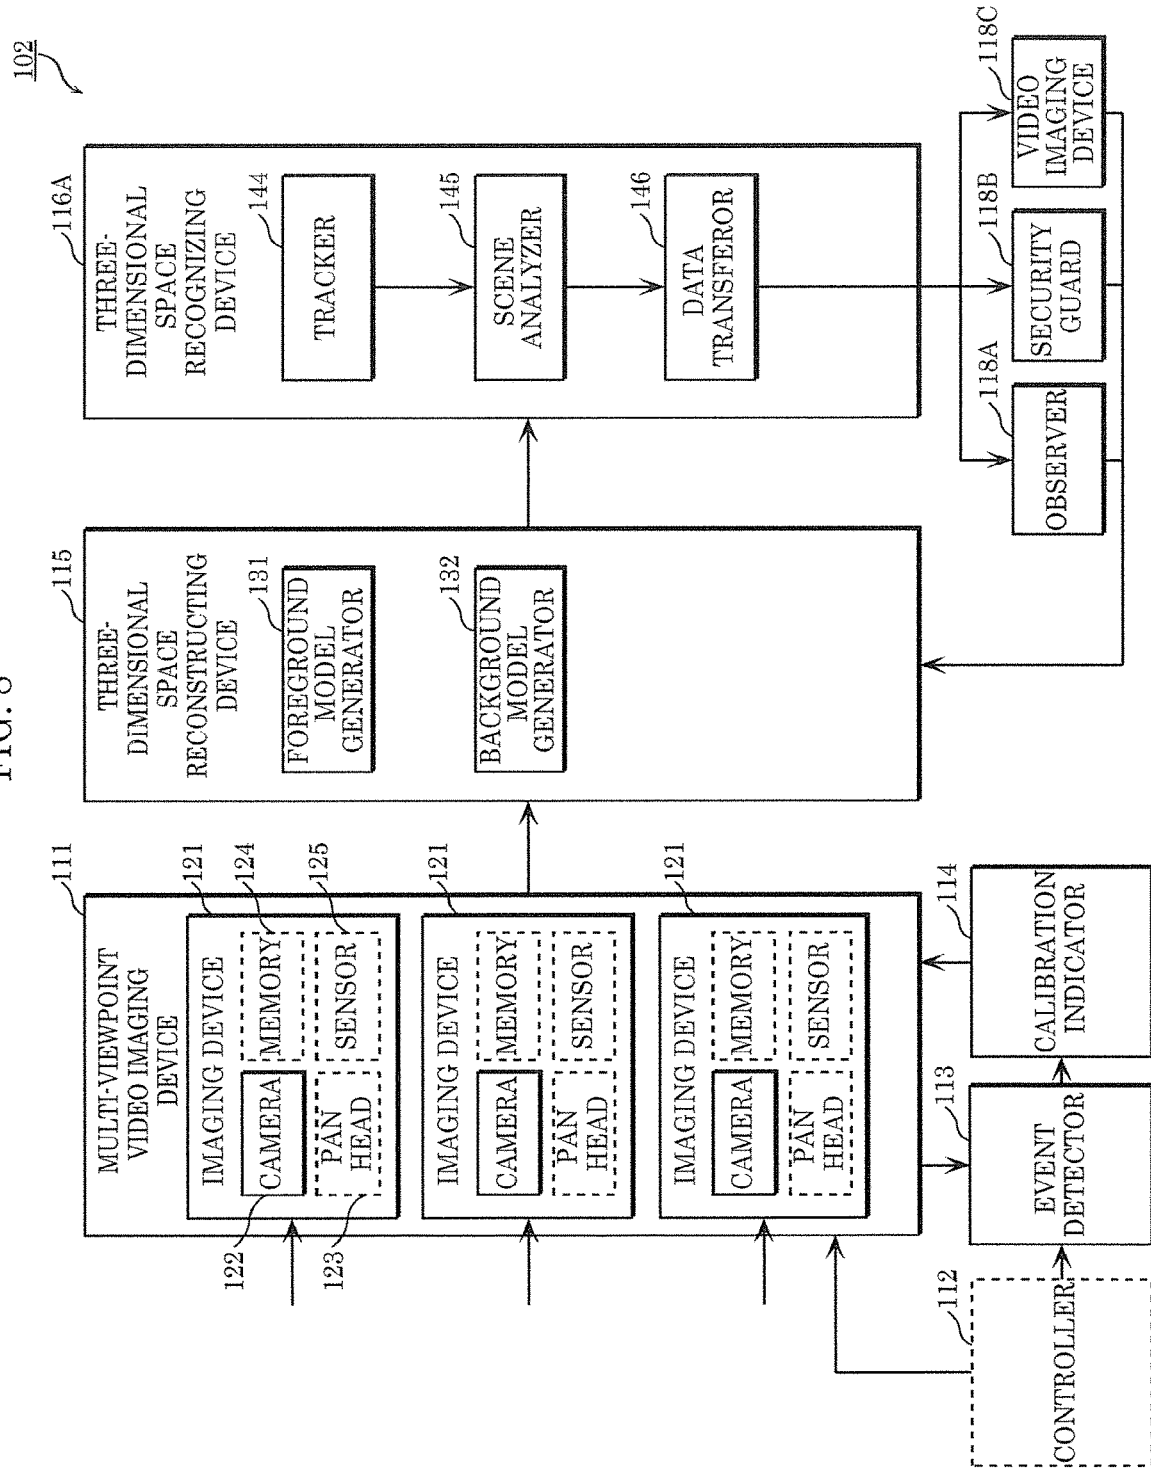 FIG.
102
111
MULTI-VIEWPOINT
VIDEO IMAGING
DEVICE
121
IMAGING DEVICE
122
CAMERA
124
MEMORY
123
PAN
HEAD
125
SENSOR
121
IMAGING DEVICE
CAMERA
MEMORY
PAN
HEAD
SENSOR
121
IMAGING DEVICE
CAMERA
MEMORY
PAN
HEAD
SENSOR
115
THREE-
DIMENSIONAL
SPACE
RECONSTRUCTING
DEVICE
131
FOREGROUND
MODEL
GENERATOR
132
BACKGROUND
MODEL
GENERATOR
116A
THREE-
DIMENSIONAL
SPACE
RECOGNIZING
DEVICE
144
TRACKER
145
SCENE
ANALYZER
146
DATA
TRANSFEROR
112
CONTROLLER
113
EVENT
DETECTOR
114
CALIBRATION
INDICATOR
118A
OBSERVER
118B
SECURITY
GUARD
118C
VIDEO
IMAGING
DEVICE